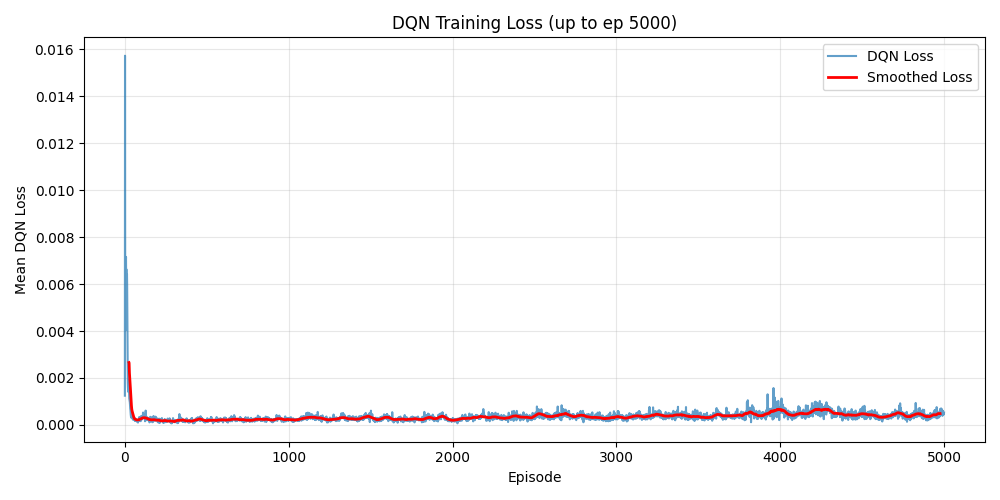 DQN Training Loss (up to ep 5000)
DQN Loss
Smoothed Loss
Mean DQN Loss
0.016
0.014
0.012
0.010
0.008
0.006
0.004
0.002
0.000
0 1000 2000 3000 4000 5000
Episode